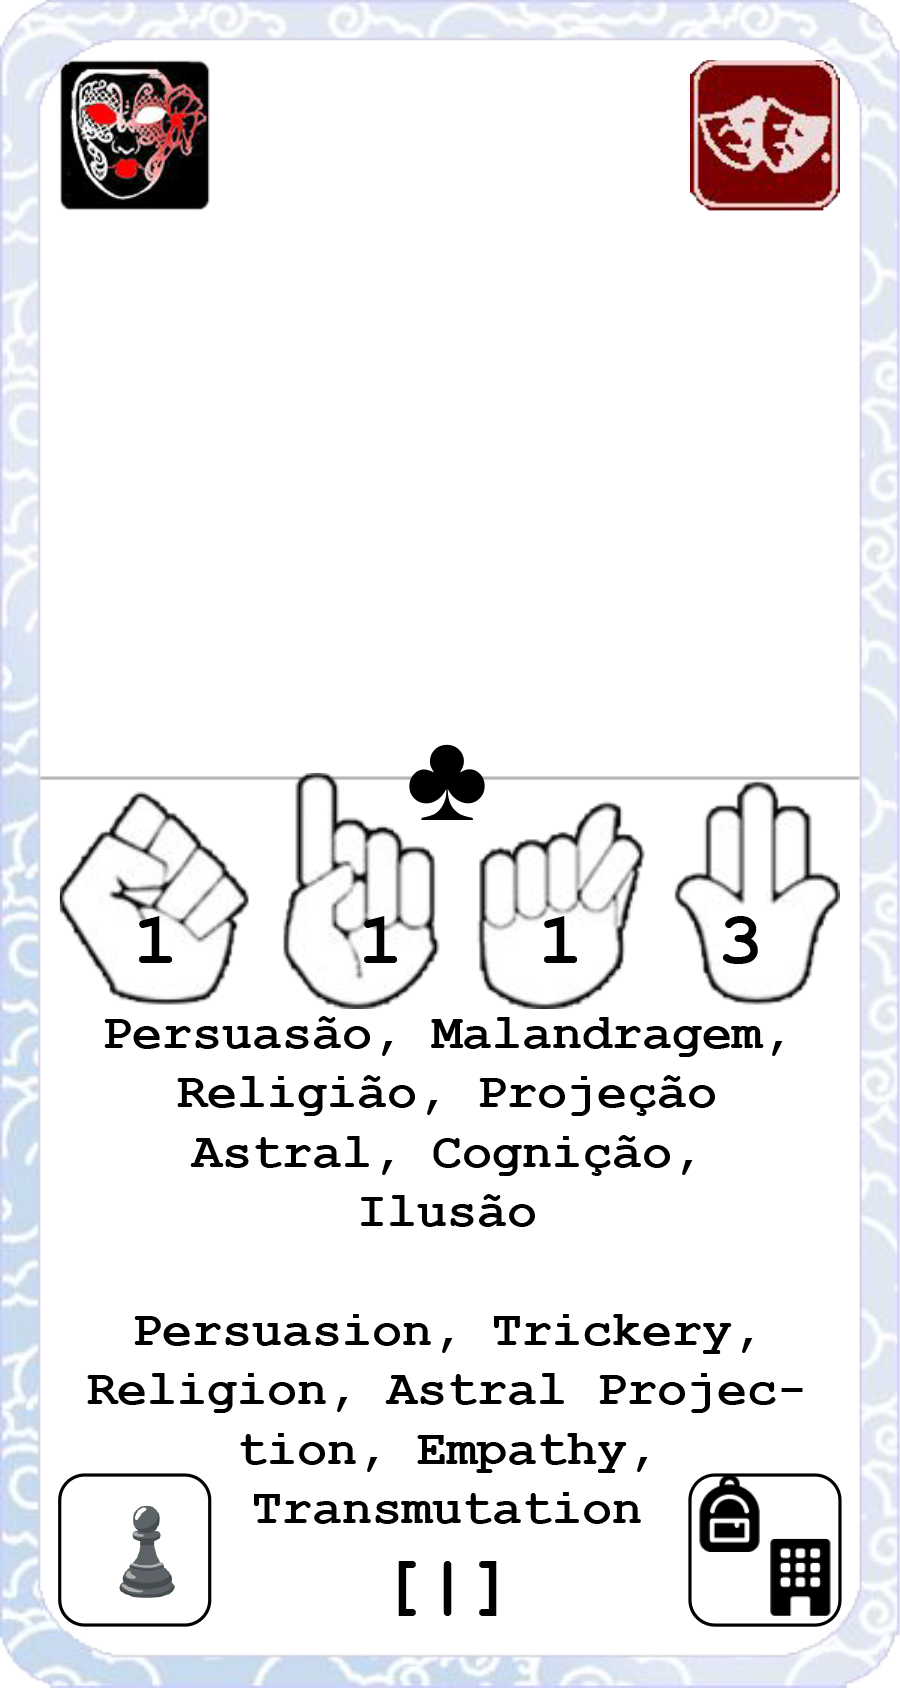 1 1 1 3
Persuasão, Malandragem,
Religião, Projeção
Astral, Cognição,
Ilusão
Persuasion, Trickery,
Religion, Astral Projec-
tion, Empathy,
Transmutation
[|]